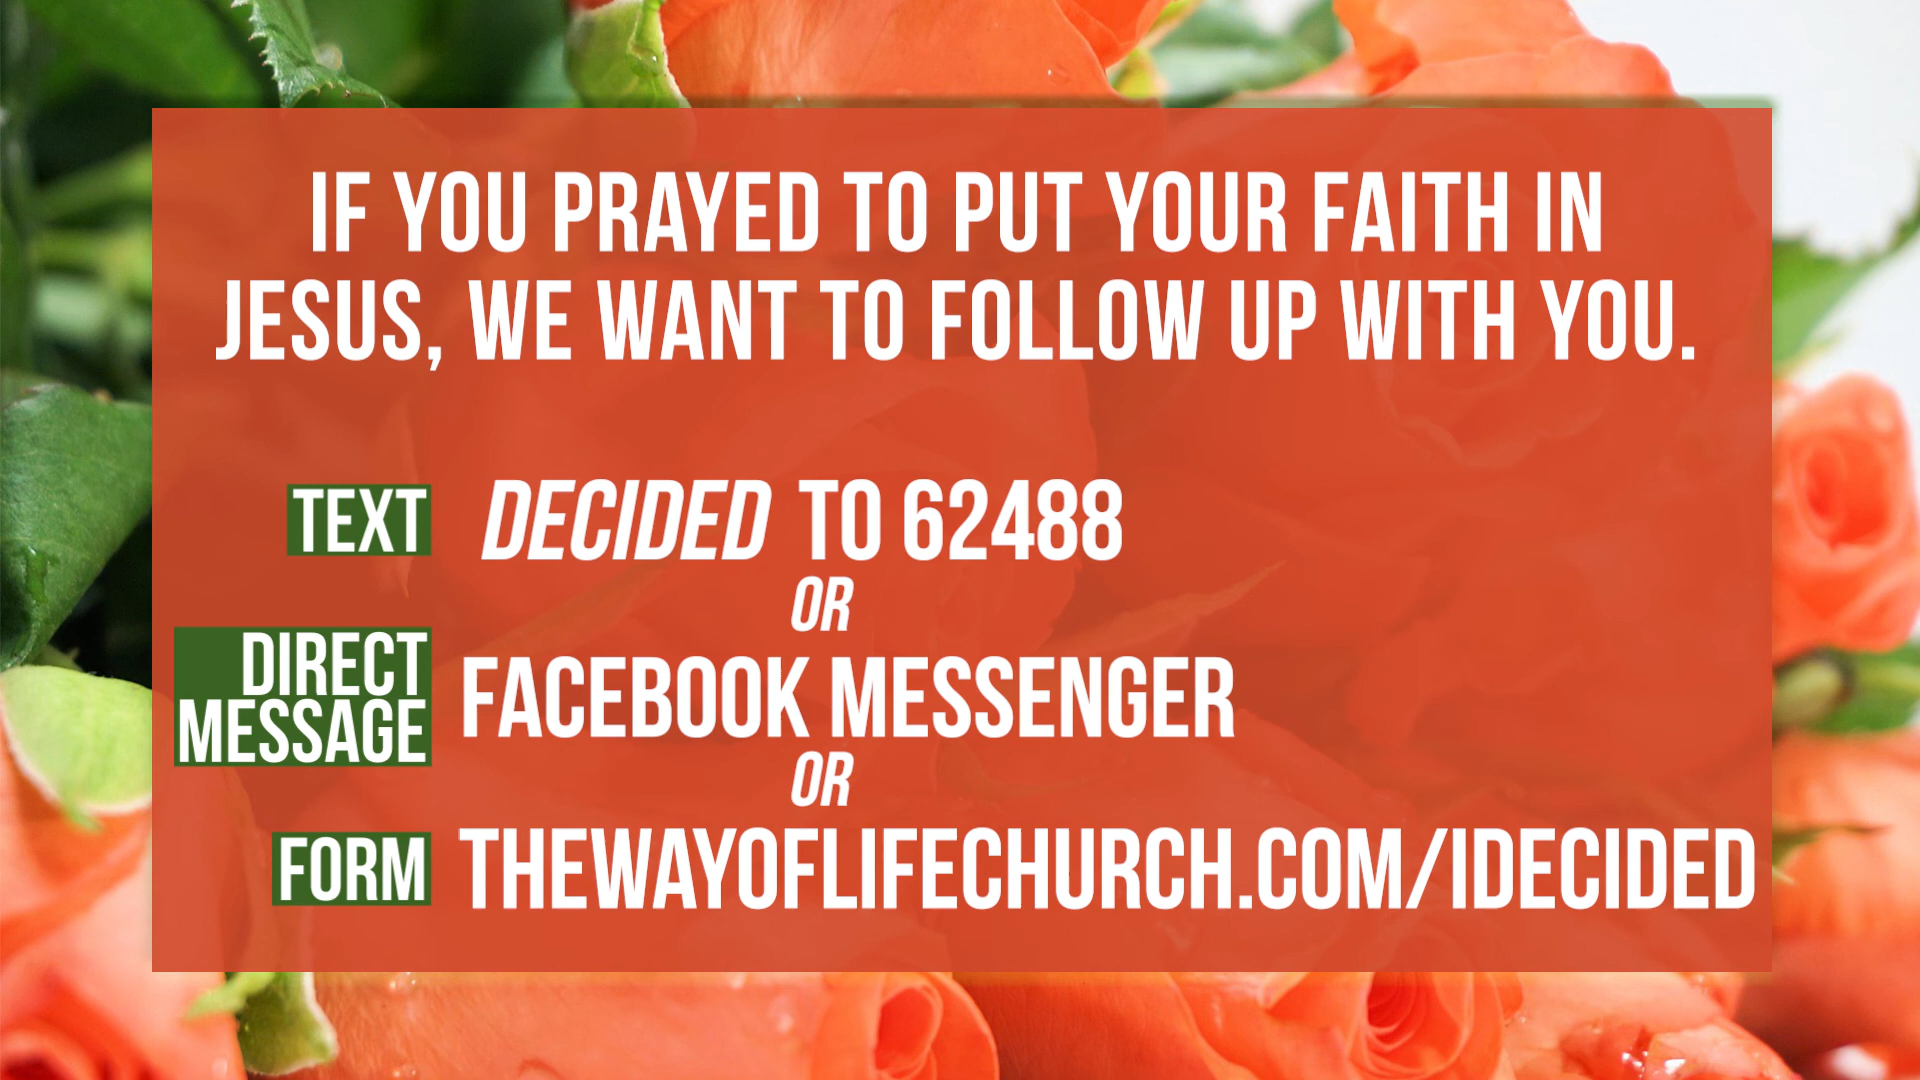 IF YOU PRAYED TO PUT YOUR FAITH IN
JESUS, WE WANT TO FOLLOW UP WITH YOU.
TEXT DECIDED TO 62488
OR
DIRECT
MESSAGE FACEBOOK MESSENGER
OR
FORM THEWAYOFLIFECHURCH.COM/IDECIDED